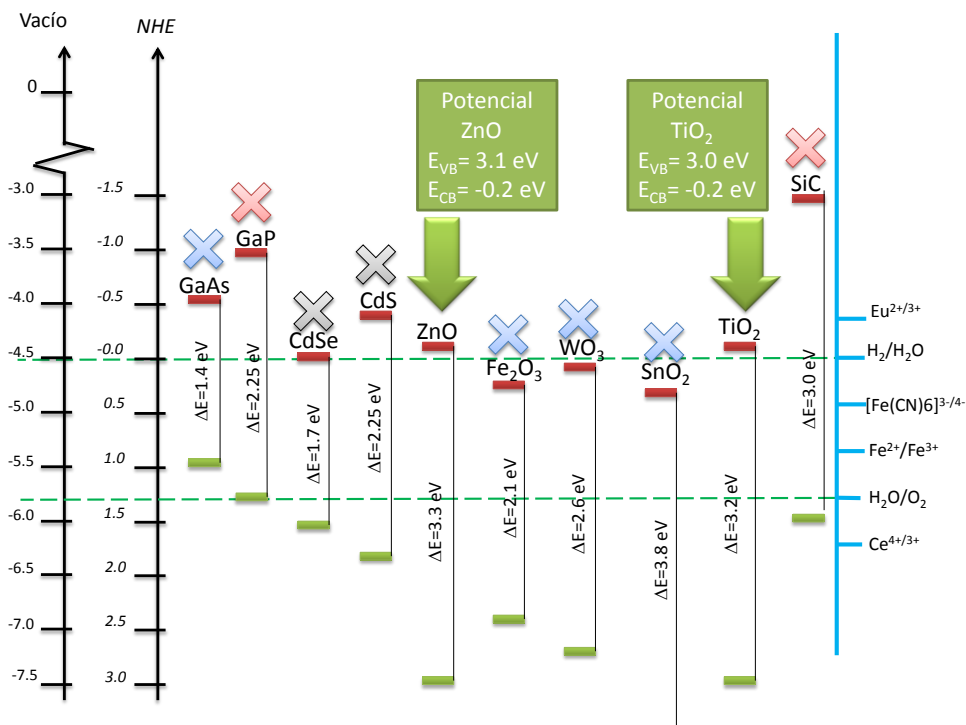 Vacío
NHE
0
-3.0
-3.5
-4.0
-4.5
-5.0
-5.5
-6.0
-6.5
-7.0
-7.5
-1.5
-1.0
-0.5
-0.0
0.5
1.0
1.5
2.0
2.5
3.0
GaAs
ΔE=1.4 eV
GaP
ΔE=2.25 eV
CdSe
ΔE=1.7 eV
CdS
ΔE=2.25 eV
Potencial
ZnO
E_VB= 3.1 eV
E_CB= -0.2 eV
ZnO
ΔE=3.3 eV
Fe₂O₃
ΔE=2.1 eV
WO₃
ΔE=2.6 eV
SnO₂
ΔE=3.8 eV
Potencial
TiO₂
E_VB= 3.0 eV
E_CB= -0.2 eV
TiO₂
ΔE=3.2 eV
SiC
ΔE=3.0 eV
Eu²⁺/³⁺
H₂/H₂O
[Fe(CN)6]³⁻/⁴⁻
Fe²⁺/Fe³⁺
H₂O/O₂
Ce⁴⁺/³⁺